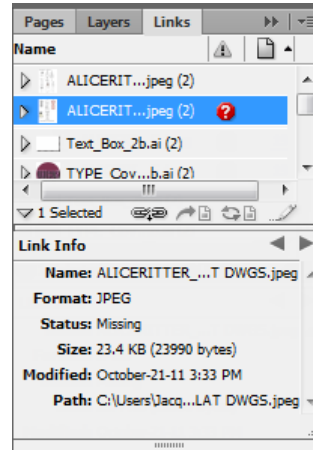 Pages Layers Links
Name
ALICERIT...jpeg (2)
ALICERIT...jpeg (2)
Text_Box_2b.ai (2)
TYPE_Cov...b.ai (2)
1 Selected
Link Info
Name: ALICERITTER_...T DWGS.jpeg
Format: JPEG
Status: Missing
Size: 23.4 KB (23990 bytes)
Modified: October-21-11 3:33 PM
Path: C:\Users\Jacq...LAT DWGS.jpeg